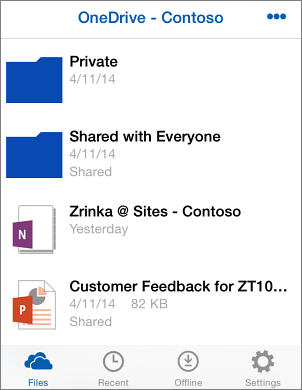 OneDrive - Contoso
Private
4/11/14
Shared with Everyone
4/11/14
Shared
N
Zrinka @ Sites - Contoso
Yesterday
P
Customer Feedback for ZT10...
4/11/14 82 KB
Shared
Files Recent Offline Settings